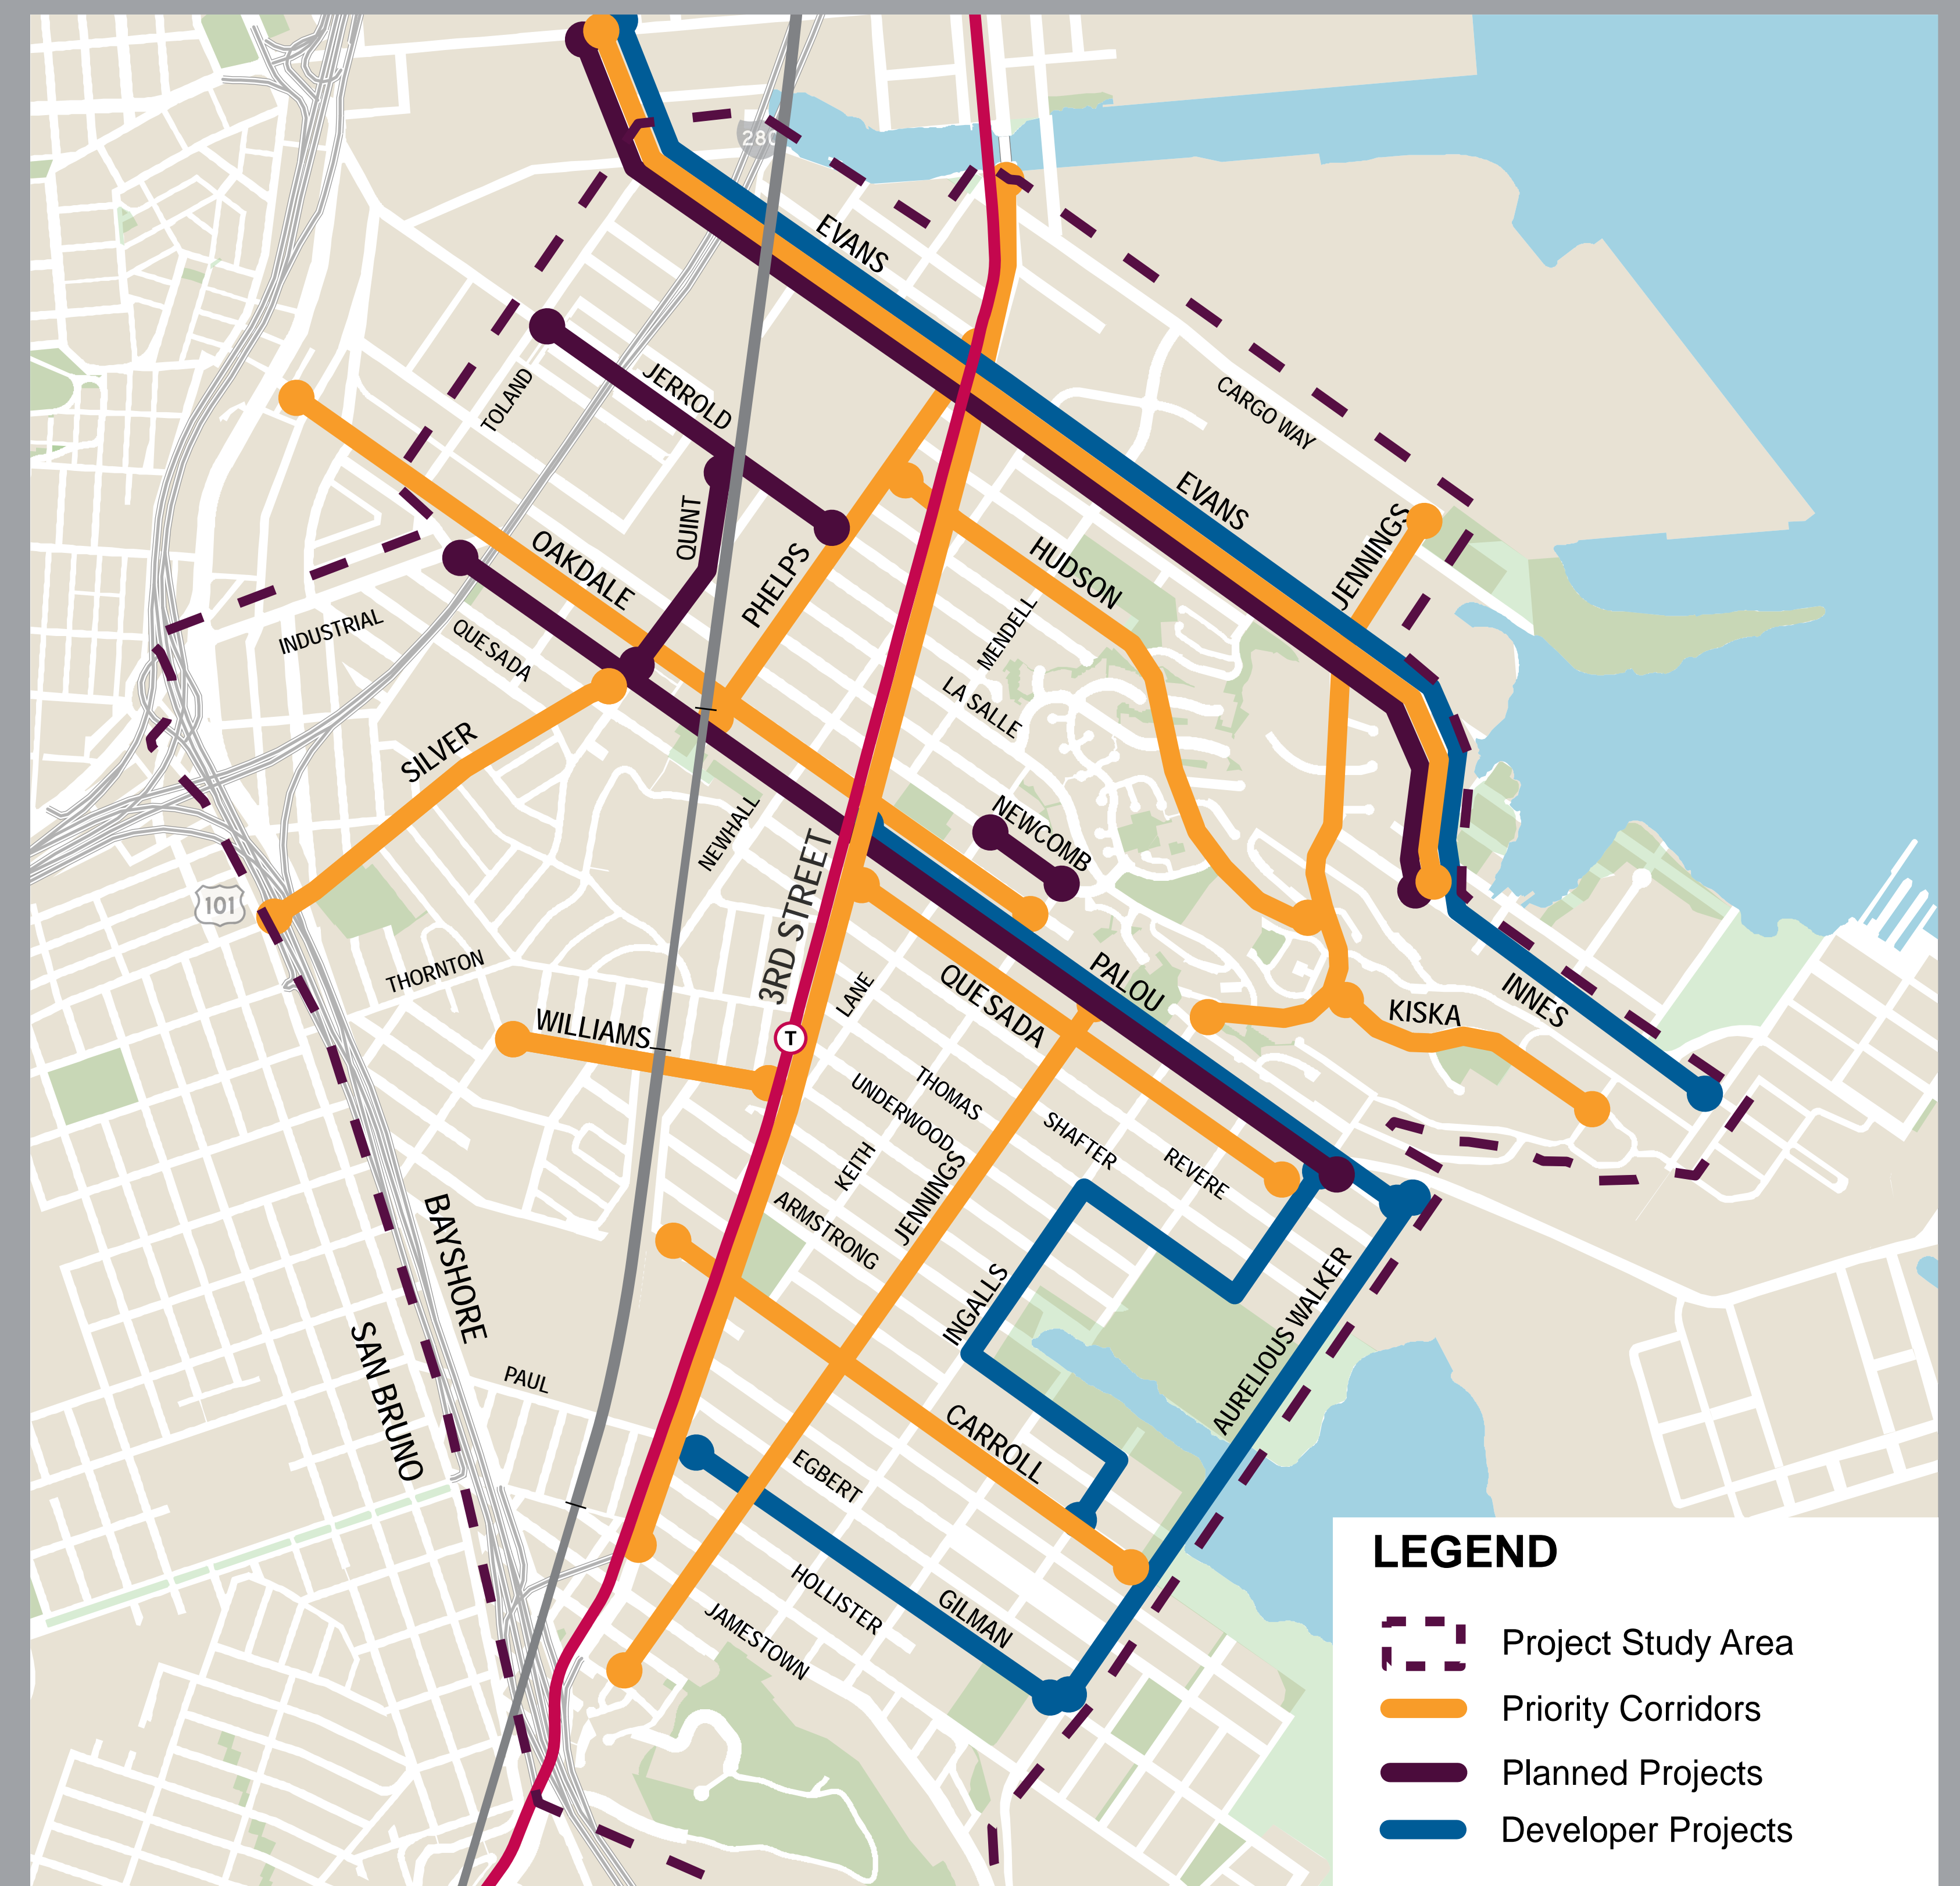 280
EVANS
JERROLD
TOLAND
CARGO WAY
EVANS
JENNINGS
QUINT
OAKDALE
PHELPS
HUDSON
INDUSTRIAL
QUESADA
MENDELL
LA SALLE
SILVER
NEWHALL
NEWCOMB
3RD STREET
101
THORNTON
LANE
QUESADA
PALOU
KISKA
INNES
WILLIAMS
T
THOMAS
UNDERWOOD
SHAFTER
REVERE
KEITH
JENNINGS
ARMSTRONG
BAYSHORE
INGALLS
AURELIOUS WALKER
SAN BRUNO
PAUL
CARROLL
EGBERT
HOLLISTER
GILMAN
JAMESTOWN
LEGEND
Project Study Area
Priority Corridors
Planned Projects
Developer Projects